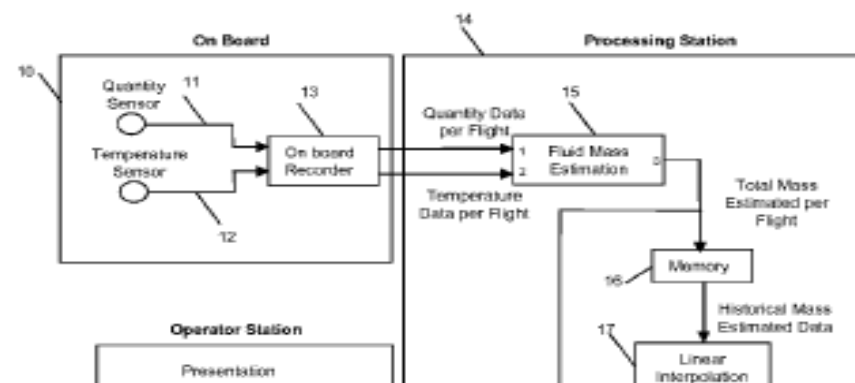 14
On Board
Processing Station
10
Quantity
Sensor
11
13
15
Quantity Data
per Flight
On board
Recorder
1
2
Fluid Mass
Estimation
Temperature
Sensor
12
Temperature
Data per Flight
Total Mass
Estimated per
Flight
16
Memory
Historical Mass
Estimated Data
Operator Station
17
Presentation
Linear
Interpolation